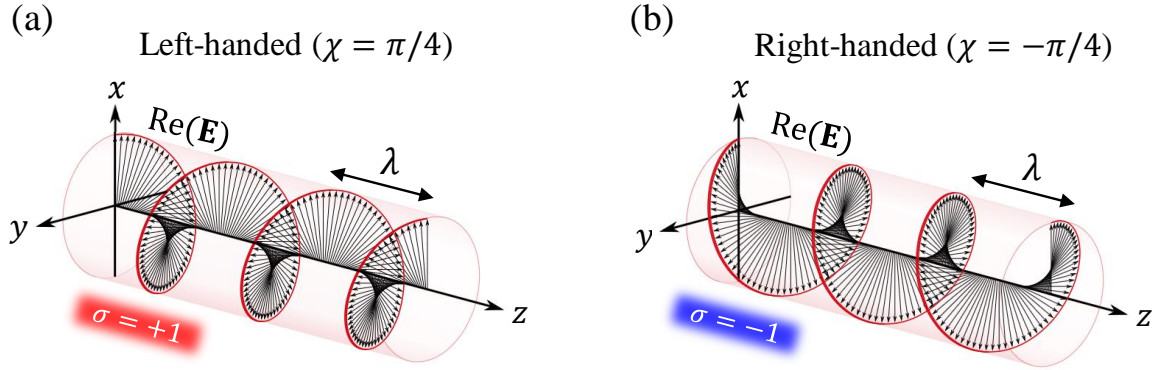 (a)
Left-handed (χ = π/4)
x
Re(E)
λ
y
z
σ = +1
(b)
Right-handed (χ = −π/4)
x
Re(E)
λ
y
z
σ = −1